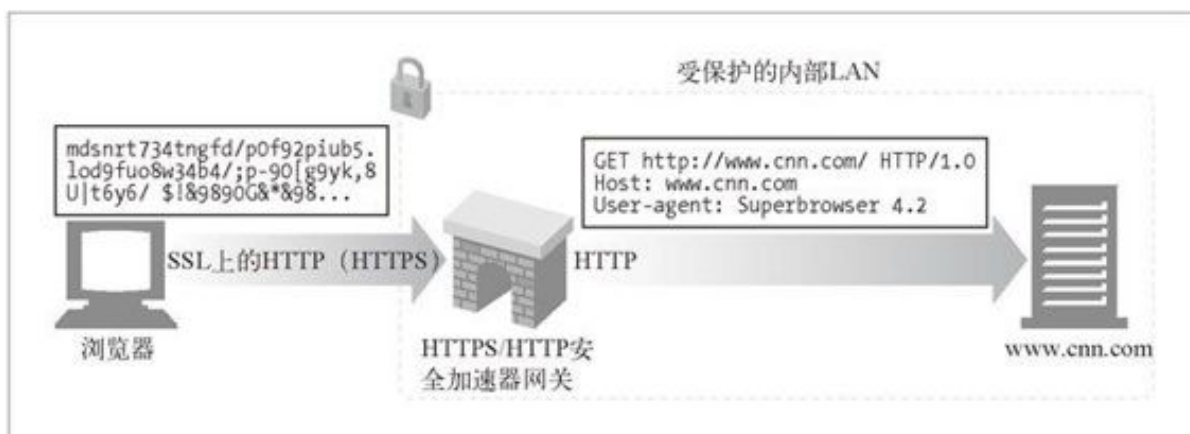 受保护的内部LAN
mdsnrt734tngfd/p0f92piub5.
lod9fuo8w34b4/;p-90[g9yk,8
U|t6y6/ $!&9890G&*&98...
GET http://www.cnn.com/ HTTP/1.0
Host: www.cnn.com
User-agent: Superbrowser 4.2
SSL上的HTTP（HTTPS）
HTTP
浏览器
HTTPS/HTTP安
全加速器网关
www.cnn.com